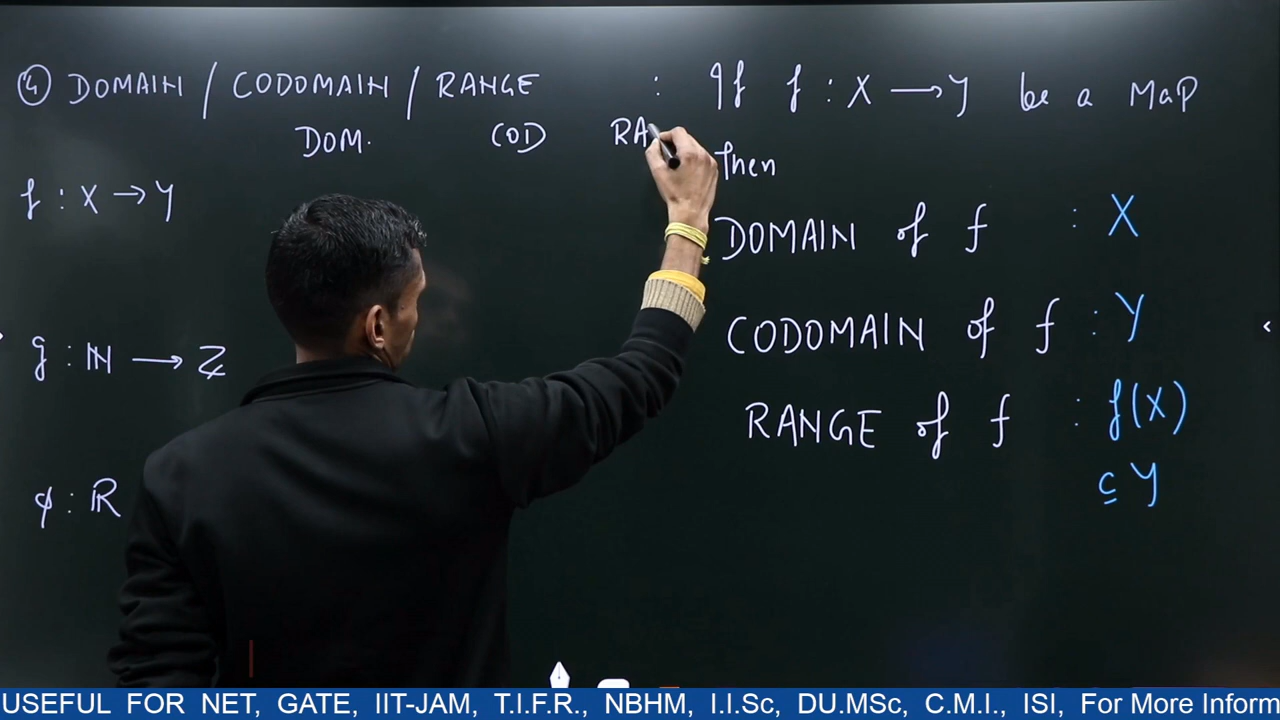 ④ DOMAIN / CODOMAIN / RANGE : If f : X → Y be a MaP
DOM. COD RA
then
f : X → Y
DOMAIN of f : X
CODOMAIN of f : Y
g : ℕ → ℤ
RANGE of f : f(X)
⊆ Y
φ : ℝ
USEFUL FOR NET, GATE, IIT-JAM, T.I.F.R., NBHM, I.I.Sc, DU.MSc, C.M.I., ISI, For More Inform